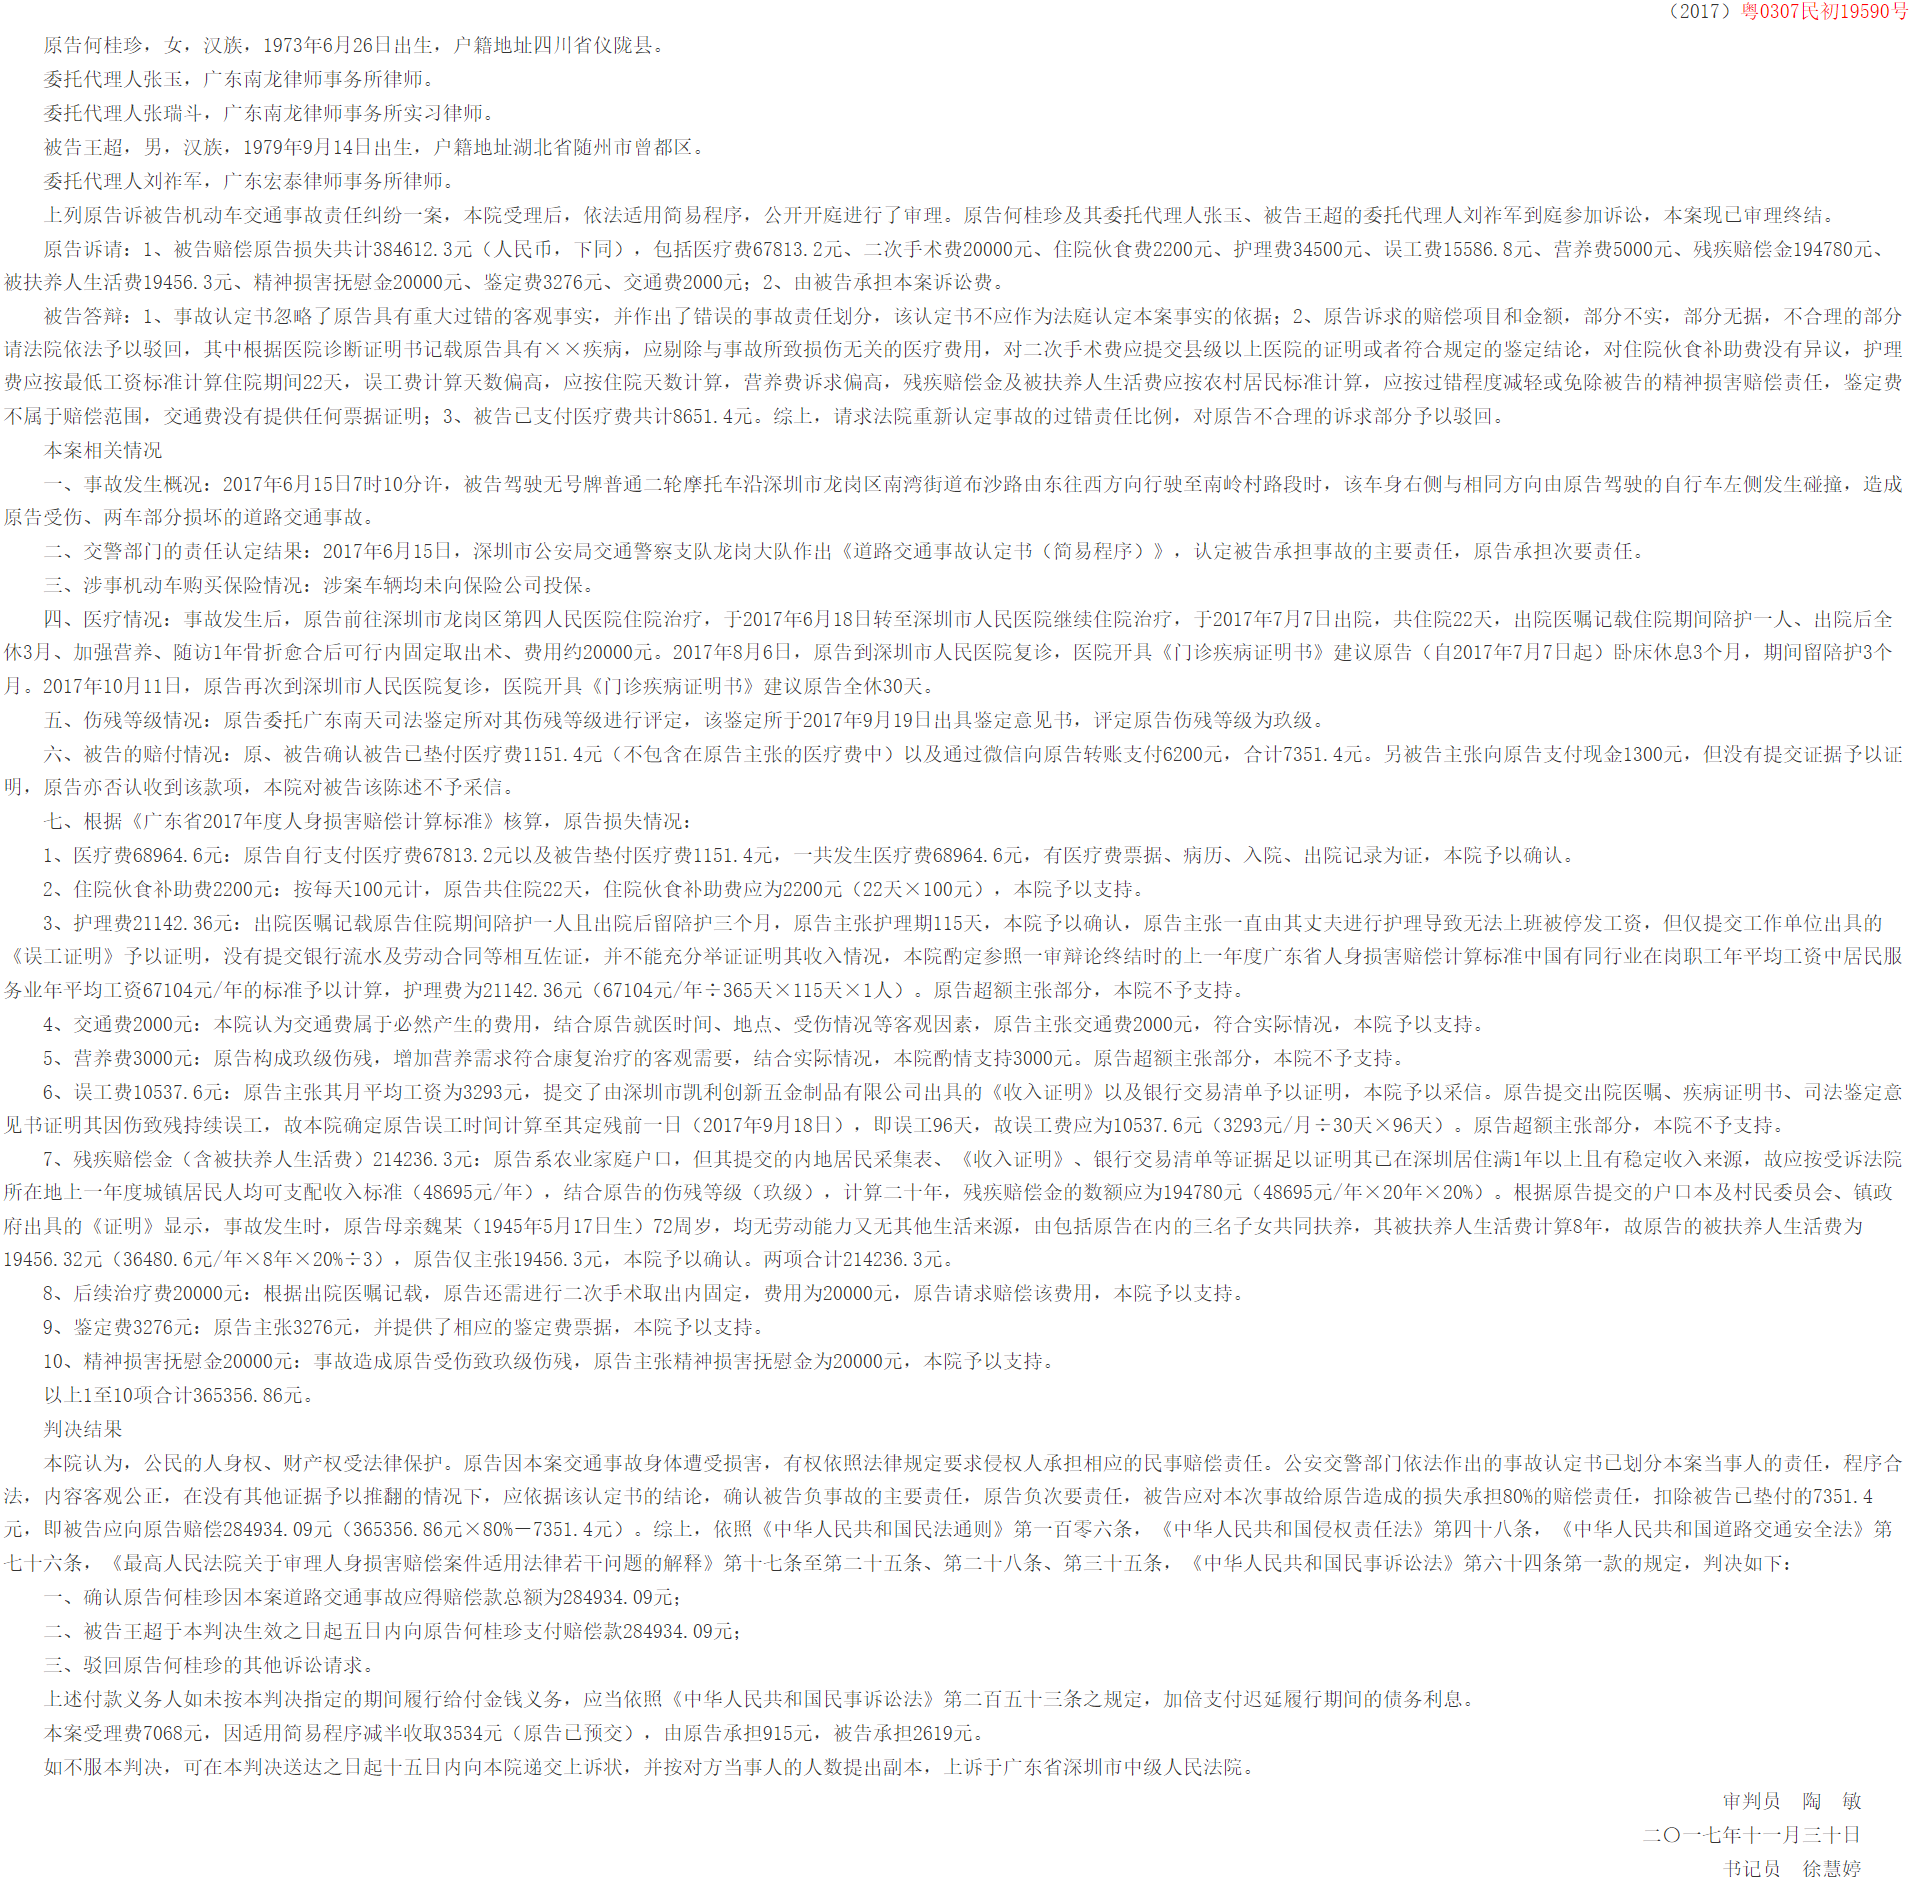 （2017）粤0307民初19590号
原告何桂珍，女，汉族，1973年6月26日出生，户籍地址四川省仪陇县。
委托代理人张玉，广东南龙律师事务所律师。
委托代理人张瑞斗，广东南龙律师事务所实习律师。
被告王超，男，汉族，1979年9月14日出生，户籍地址湖北省随州市曾都区。
委托代理人刘祚军，广东宏泰律师事务所律师。
上列原告诉被告机动车交通事故责任纠纷一案，本院受理后，依法适用简易程序，公开开庭进行了审理。原告何桂珍及其委托代理人张玉、被告王超的委托代理人刘祚军到庭参加诉讼，本案现已审理终结。
原告诉请：1、被告赔偿原告损失共计384612.3元（人民币，下同），包括医疗费67813.2元、二次手术费20000元、住院伙食费2200元、护理费34500元、误工费15586.8元、营养费5000元、残疾赔偿金194780元、
被扶养人生活费19456.3元、精神损害抚慰金20000元、鉴定费3276元、交通费2000元；2、由被告承担本案诉讼费。
被告答辩：1、事故认定书忽略了原告具有重大过错的客观事实，并作出了错误的事故责任划分，该认定书不应作为法庭认定本案事实的依据；2、原告诉求的赔偿项目和金额，部分不实，部分无据，不合理的部分
请法院依法予以驳回，其中根据医院诊断证明书记载原告具有××疾病，应剔除与事故所致损伤无关的医疗费用，对二次手术费应提交县级以上医院的证明或者符合规定的鉴定结论，对住院伙食补助费没有异议，护理
费应按最低工资标准计算住院期间22天，误工费计算天数偏高，应按住院天数计算，营养费诉求偏高，残疾赔偿金及被扶养人生活费应按农村居民标准计算，应按过错程度减轻或免除被告的精神损害赔偿责任，鉴定费
不属于赔偿范围，交通费没有提供任何票据证明；3、被告已支付医疗费共计8651.4元。综上，请求法院重新认定事故的过错责任比例，对原告不合理的诉求部分予以驳回。
本案相关情况
一、事故发生概况：2017年6月15日7时10分许，被告驾驶无号牌普通二轮摩托车沿深圳市龙岗区南湾街道布沙路由东往西方向行驶至南岭村路段时，该车身右侧与相同方向由原告驾驶的自行车左侧发生碰撞，造成
原告受伤、两车部分损坏的道路交通事故。
二、交警部门的责任认定结果：2017年6月15日，深圳市公安局交通警察支队龙岗大队作出《道路交通事故认定书（简易程序）》，认定被告承担事故的主要责任，原告承担次要责任。
三、涉事机动车购买保险情况：涉案车辆均未向保险公司投保。
四、医疗情况：事故发生后，原告前往深圳市龙岗区第四人民医院住院治疗，于2017年6月18日转至深圳市人民医院继续住院治疗，于2017年7月7日出院，共住院22天，出院医嘱记载住院期间陪护一人、出院后全
休3月、加强营养、随访1年骨折愈合后可行内固定取出术、费用约20000元。2017年8月6日，原告到深圳市人民医院复诊，医院开具《门诊疾病证明书》建议原告（自2017年7月7日起）卧床休息3个月，期间留陪护3个
月。2017年10月11日，原告再次到深圳市人民医院复诊，医院开具《门诊疾病证明书》建议原告全休30天。
五、伤残等级情况：原告委托广东南天司法鉴定所对其伤残等级进行评定，该鉴定所于2017年9月19日出具鉴定意见书，评定原告伤残等级为玖级。
六、被告的赔付情况：原、被告确认被告已垫付医疗费1151.4元（不包含在原告主张的医疗费中）以及通过微信向原告转账支付6200元，合计7351.4元。另被告主张向原告支付现金1300元，但没有提交证据予以证
明，原告亦否认收到该款项，本院对被告该陈述不予采信。
七、根据《广东省2017年度人身损害赔偿计算标准》核算，原告损失情况：
1、医疗费68964.6元：原告自行支付医疗费67813.2元以及被告垫付医疗费1151.4元，一共发生医疗费68964.6元，有医疗费票据、病历、入院、出院记录为证，本院予以确认。
2、住院伙食补助费2200元：按每天100元计，原告共住院22天，住院伙食补助费应为2200元（22天×100元），本院予以支持。
3、护理费21142.36元：出院医嘱记载原告住院期间陪护一人且出院后留陪护三个月，原告主张护理期115天，本院予以确认，原告主张一直由其丈夫进行护理导致无法上班被停发工资，但仅提交工作单位出具的
《误工证明》予以证明，没有提交银行流水及劳动合同等相互佐证，并不能充分举证证明其收入情况，本院酌定参照一审辩论终结时的上一年度广东省人身损害赔偿计算标准中国有同行业在岗职工年平均工资中居民服
务业年平均工资67104元/年的标准予以计算，护理费为21142.36元（67104元/年÷365天×115天×1人）。原告超额主张部分，本院不予支持。
4、交通费2000元：本院认为交通费属于必然产生的费用，结合原告就医时间、地点、受伤情况等客观因素，原告主张交通费2000元，符合实际情况，本院予以支持。
5、营养费3000元：原告构成玖级伤残，增加营养需求符合康复治疗的客观需要，结合实际情况，本院酌情支持3000元。原告超额主张部分，本院不予支持。
6、误工费10537.6元：原告主张其月平均工资为3293元，提交了由深圳市凯利创新五金制品有限公司出具的《收入证明》以及银行交易清单予以证明，本院予以采信。原告提交出院医嘱、疾病证明书、司法鉴定意
见书证明其因伤致残持续误工，故本院确定原告误工时间计算至其定残前一日（2017年9月18日），即误工96天，故误工费应为10537.6元（3293元/月÷30天×96天）。原告超额主张部分，本院不予支持。
7、残疾赔偿金（含被扶养人生活费）214236.3元：原告系农业家庭户口，但其提交的内地居民采集表、《收入证明》、银行交易清单等证据足以证明其已在深圳居住满1年以上且有稳定收入来源，故应按受诉法院
所在地上一年度城镇居民人均可支配收入标准（48695元/年），结合原告的伤残等级（玖级），计算二十年，残疾赔偿金的数额应为194780元（48695元/年×20年×20%）。根据原告提交的户口本及村民委员会、镇政
府出具的《证明》显示，事故发生时，原告母亲魏某（1945年5月17日生）72周岁，均无劳动能力又无其他生活来源，由包括原告在内的三名子女共同扶养，其被扶养人生活费计算8年，故原告的被扶养人生活费为
19456.32元（36480.6元/年×8年×20%÷3），原告仅主张19456.3元，本院予以确认。两项合计214236.3元。
8、后续治疗费20000元：根据出院医嘱记载，原告还需进行二次手术取出内固定，费用为20000元，原告请求赔偿该费用，本院予以支持。
9、鉴定费3276元：原告主张3276元，并提供了相应的鉴定费票据，本院予以支持。
10、精神损害抚慰金20000元：事故造成原告受伤致玖级伤残，原告主张精神损害抚慰金为20000元，本院予以支持。
以上1至10项合计365356.86元。
判决结果
本院认为，公民的人身权、财产权受法律保护。原告因本案交通事故身体遭受损害，有权依照法律规定要求侵权人承担相应的民事赔偿责任。公安交警部门依法作出的事故认定书已划分本案当事人的责任，程序合
法，内容客观公正，在没有其他证据予以推翻的情况下，应依据该认定书的结论，确认被告负事故的主要责任，原告负次要责任，被告应对本次事故给原告造成的损失承担80%的赔偿责任，扣除被告已垫付的7351.4
元，即被告应向原告赔偿284934.09元（365356.86元×80%－7351.4元）。综上，依照《中华人民共和国民法通则》第一百零六条，《中华人民共和国侵权责任法》第四十八条，《中华人民共和国道路交通安全法》第
七十六条，《最高人民法院关于审理人身损害赔偿案件适用法律若干问题的解释》第十七条至第二十五条、第二十八条、第三十五条，《中华人民共和国民事诉讼法》第六十四条第一款的规定，判决如下：
一、确认原告何桂珍因本案道路交通事故应得赔偿款总额为284934.09元；
二、被告王超于本判决生效之日起五日内向原告何桂珍支付赔偿款284934.09元；
三、驳回原告何桂珍的其他诉讼请求。
上述付款义务人如未按本判决指定的期间履行给付金钱义务，应当依照《中华人民共和国民事诉讼法》第二百五十三条之规定，加倍支付迟延履行期间的债务利息。
本案受理费7068元，因适用简易程序减半收取3534元（原告已预交），由原告承担915元，被告承担2619元。
如不服本判决，可在本判决送达之日起十五日内向本院递交上诉状，并按对方当事人的人数提出副本，上诉于广东省深圳市中级人民法院。
审判员　陶　敏
二〇一七年十一月三十日
书记员　徐慧婷